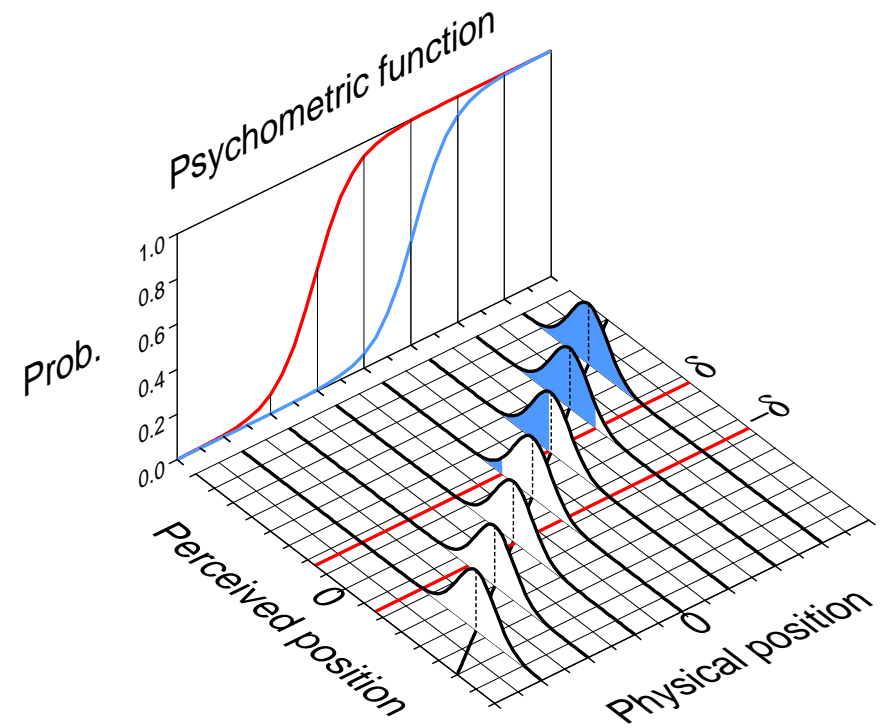 Psychometric function
1.0
0.8
0.6
0.4
0.2
0.0
Prob.
δ
−δ
0
Perceived position
0
Physical position